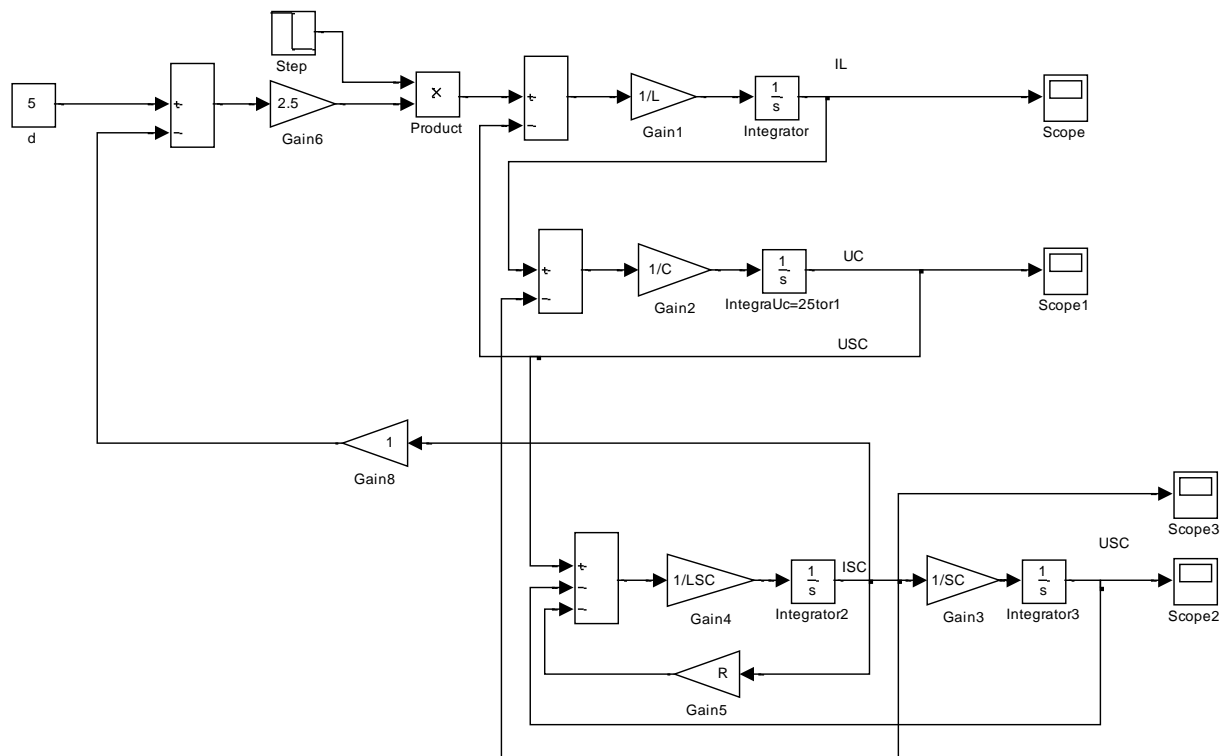 Step
5
d
+
−
2.5
Gain6
×
Product
+
−
1/L
Gain1
1
s
Integrator
IL
Scope
+
−
1/C
Gain2
1
s
IntegraUc=25tor1
UC
Scope1
USC
1
Gain8
Scope3
+
−
−
1/LSC
Gain4
1
s
Integrator2
ISC
1/SC
Gain3
1
s
Integrator3
USC
Scope2
R
Gain5